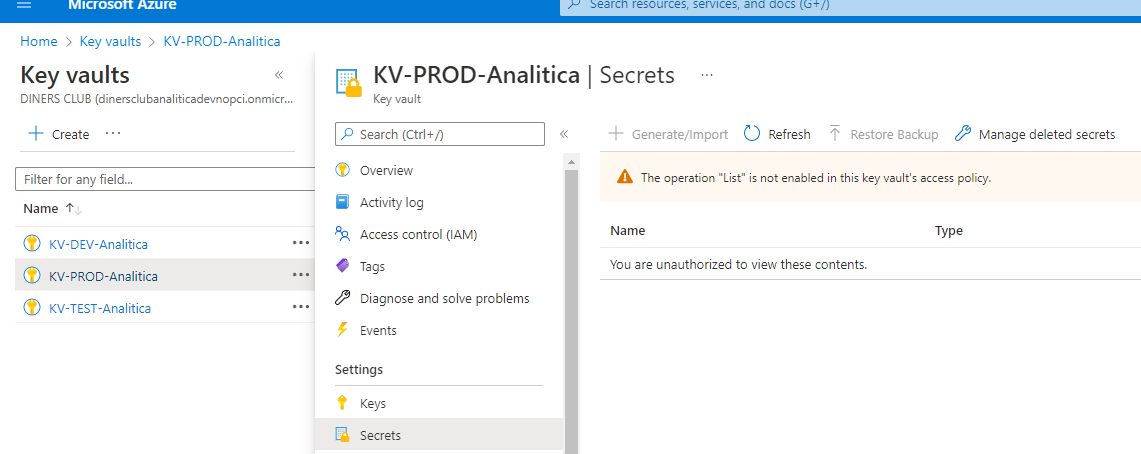 Microsoft Azure
Search resources, services, and docs (G+/)
Home > Key vaults > KV-PROD-Analitica
Key vaults
DINERS CLUB (dinersclubanaliticadevnopci.onmicr...
Create
Filter for any field...
Name
KV-DEV-Analitica
KV-PROD-Analitica
KV-TEST-Analitica
KV-PROD-Analitica | Secrets
Key vault
Search (Ctrl+/)
Overview
Activity log
Access control (IAM)
Tags
Diagnose and solve problems
Events
Settings
Keys
Secrets
Generate/Import Refresh Restore Backup Manage deleted secrets
The operation "List" is not enabled in this key vault's access policy.
Name Type
You are unauthorized to view these contents.